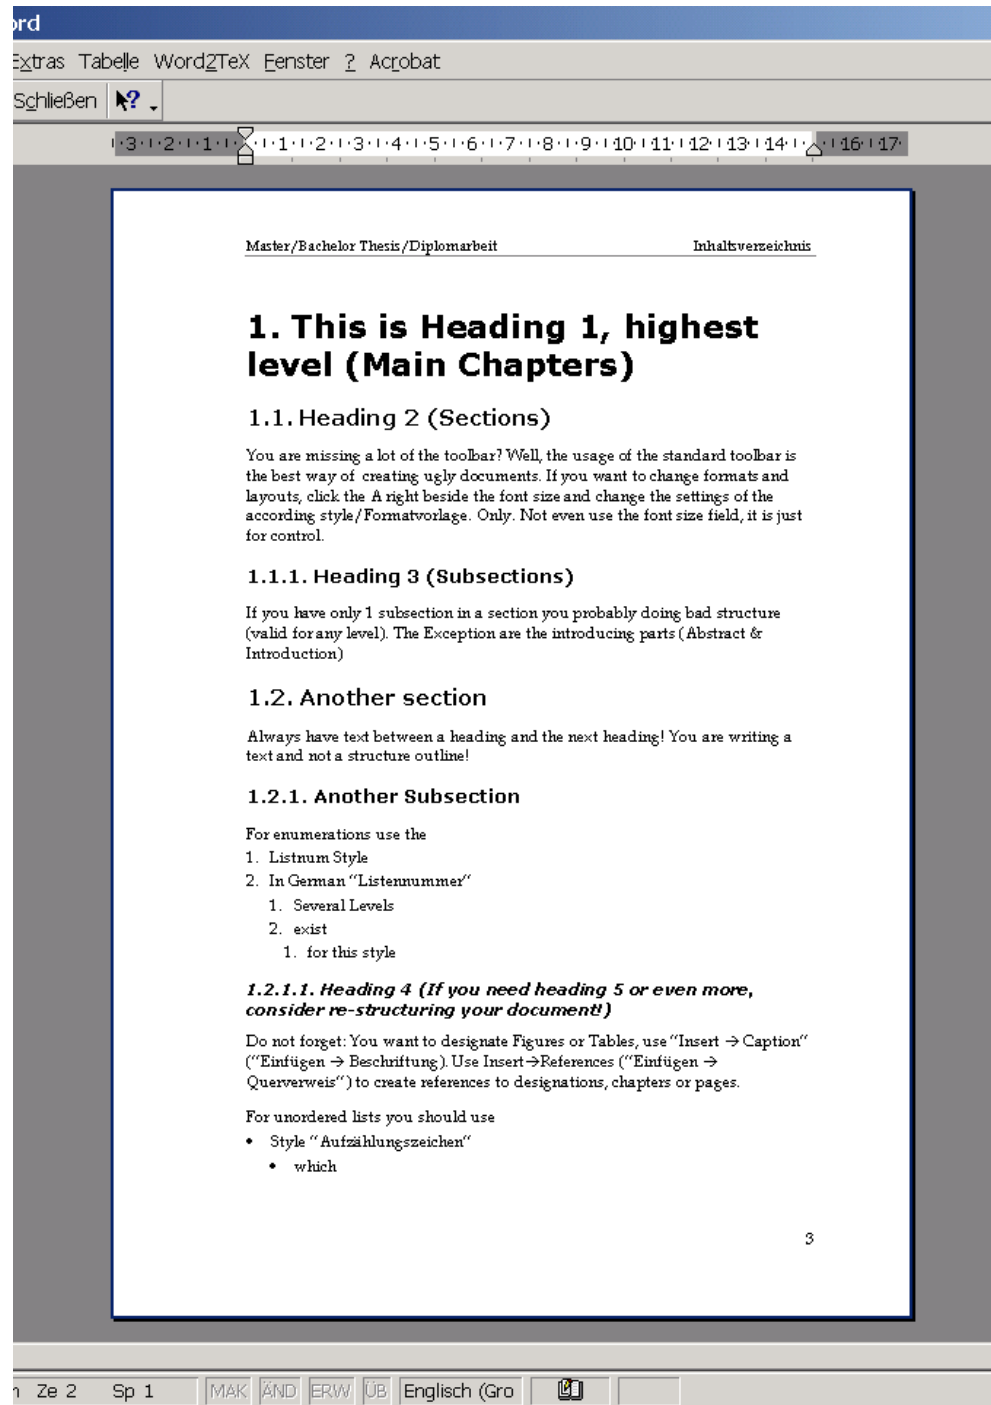 ord
Extras Tabelle Word2TeX Fenster ? Acrobat
Schließen ?
3 2 1 1 2 3 4 5 6 7 8 9 10 11 12 13 14 16 17
Master/Bachelor Thesis/Diplomarbeit Inhaltsverzeichnis
1. This is Heading 1, highest
level (Main Chapters)
1.1. Heading 2 (Sections)
You are missing a lot of the toolbar? Well, the usage of the standard toolbar is
the best way of creating ugly documents. If you want to change formats and
layouts, click the A right beside the font size and change the settings of the
according style/Formatvorlage. Only. Not even use the font size field, it is just
for control.
1.1.1. Heading 3 (Subsections)
If you have only 1 subsection in a section you probably doing bad structure
(valid for any level). The Exception are the introducing parts (Abstract &
Introduction)
1.2. Another section
Always have text between a heading and the next heading! You are writing a
text and not a structure outline!
1.2.1. Another Subsection
For enumerations use the
1. Listnum Style
2. In German “Listennummer“
1. Several Levels
2. exist
1. for this style
1.2.1.1. Heading 4 (If you need heading 5 or even more,
consider re-structuring your document!)
Do not forget: You want to designate Figures or Tables, use “Insert → Caption“
(“Einfügen → Beschriftung). Use Insert→References (“Einfügen →
Querverweis“) to create references to designations, chapters or pages.
For unordered lists you should use
• Style “Aufzählungszeichen“
• which
3
Ze 2 Sp 1 MAK ÄND ERW ÜB Englisch (Gro